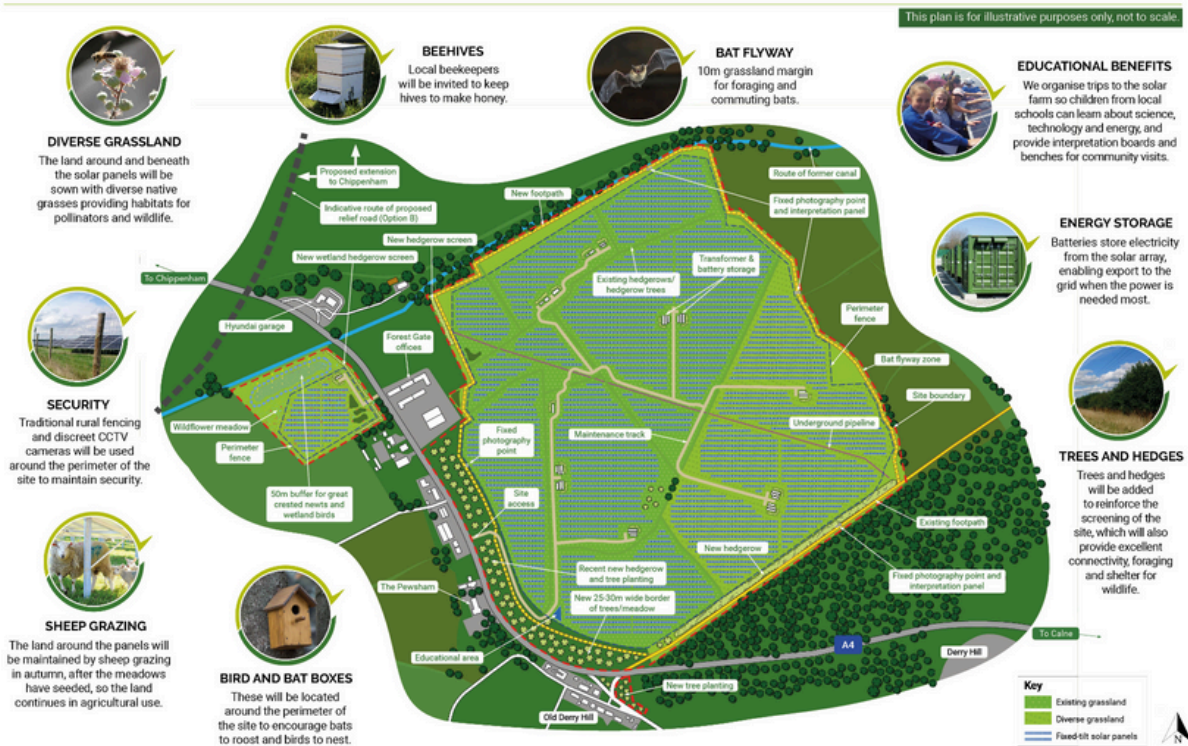 This plan is for illustrative purposes only, not to scale.
DIVERSE GRASSLAND
The land around and beneath
the solar panels will be
sown with diverse native
grasses providing habitats for
pollinators and wildlife.
BEEHIVES
Local beekeepers
will be invited to keep
hives to make honey.
BAT FLYWAY
10m grassland margin
for foraging and
commuting bats.
EDUCATIONAL BENEFITS
We organise trips to the solar
farm so children from local
schools can learn about science,
technology and energy, and
provide interpretation boards and
benches for community visits.
ENERGY STORAGE
Batteries store electricity
from the solar array,
enabling export to the
grid when the power is
needed most.
SECURITY
Traditional rural fencing
and discreet CCTV
cameras will be used
around the perimeter of the
site to maintain security.
TREES AND HEDGES
Trees and hedges
will be added
to reinforce the
screening of the
site, which will also
provide excellent
connectivity, foraging
and shelter for
wildlife.
SHEEP GRAZING
The land around the panels will
be maintained by sheep grazing
in autumn, after the meadows
have seeded, so the land
continues in agricultural use.
BIRD AND BAT BOXES
These will be located
around the perimeter of
the site to encourage bats
to roost and birds to nest.
Proposed extension
to Chippenham
Indicative route of proposed
relief road (Option B)
New footpath
New hedgerow screen
New wetland hedgerow screen
To Chippenham
Hyundai garage
Forest Gate
offices
Route of former canal
Fixed photography point
and interpretation panel
Transformer &
battery storage
Existing hedgerows/
hedgerow trees
Perimeter
fence
Bat flyway zone
Site boundary
Wildflower meadow
Perimeter
fence
50m buffer for great
crested newts and
wetland birds
Fixed
photography
point
Maintenance track
Underground pipeline
Site
access
Existing footpath
New hedgerow
Recent new hedgerow
and tree planting
Fixed photography point and
interpretation panel
The Pewsham
New 25-30m wide border
of trees/meadow
Educational area
To Calne
A4
Derry Hill
New tree planting
Old Derry Hill
Key
Existing grassland
Diverse grassland
Fixed-tilt solar panels
N